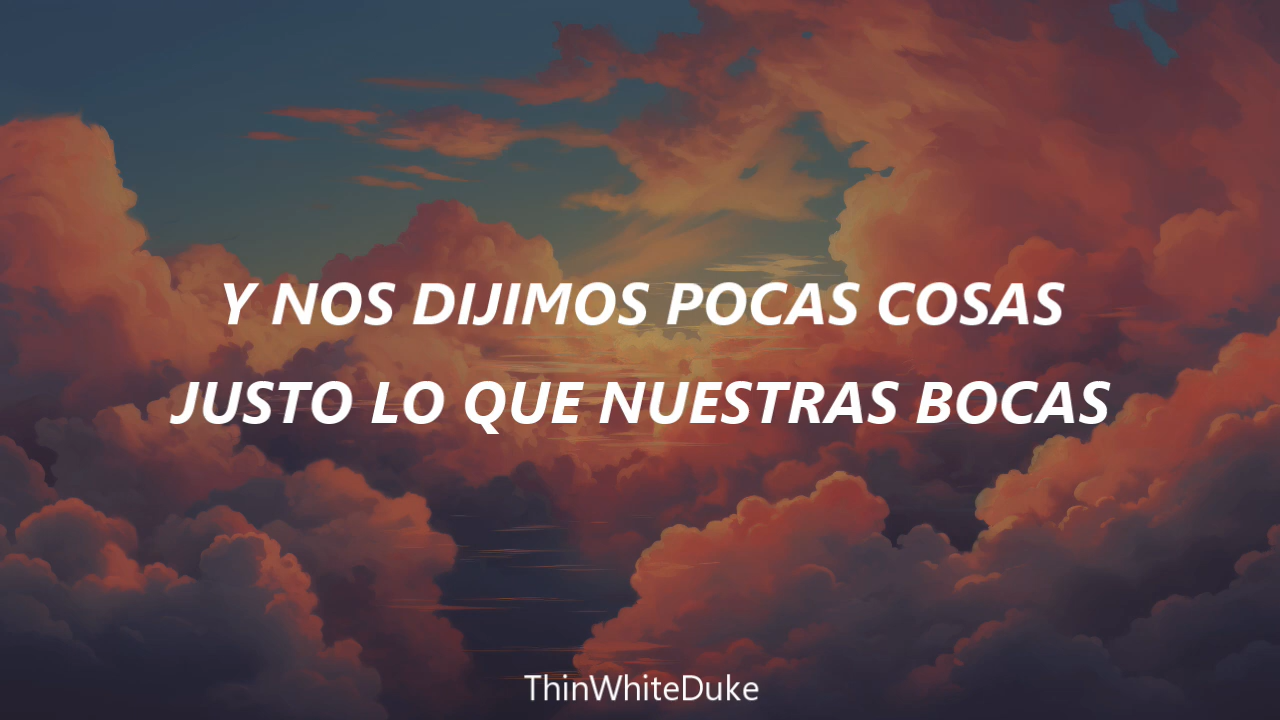 Y NOS DIJIMOS POCAS COSAS
JUSTO LO QUE NUESTRAS BOCAS
ThinWhiteDuke